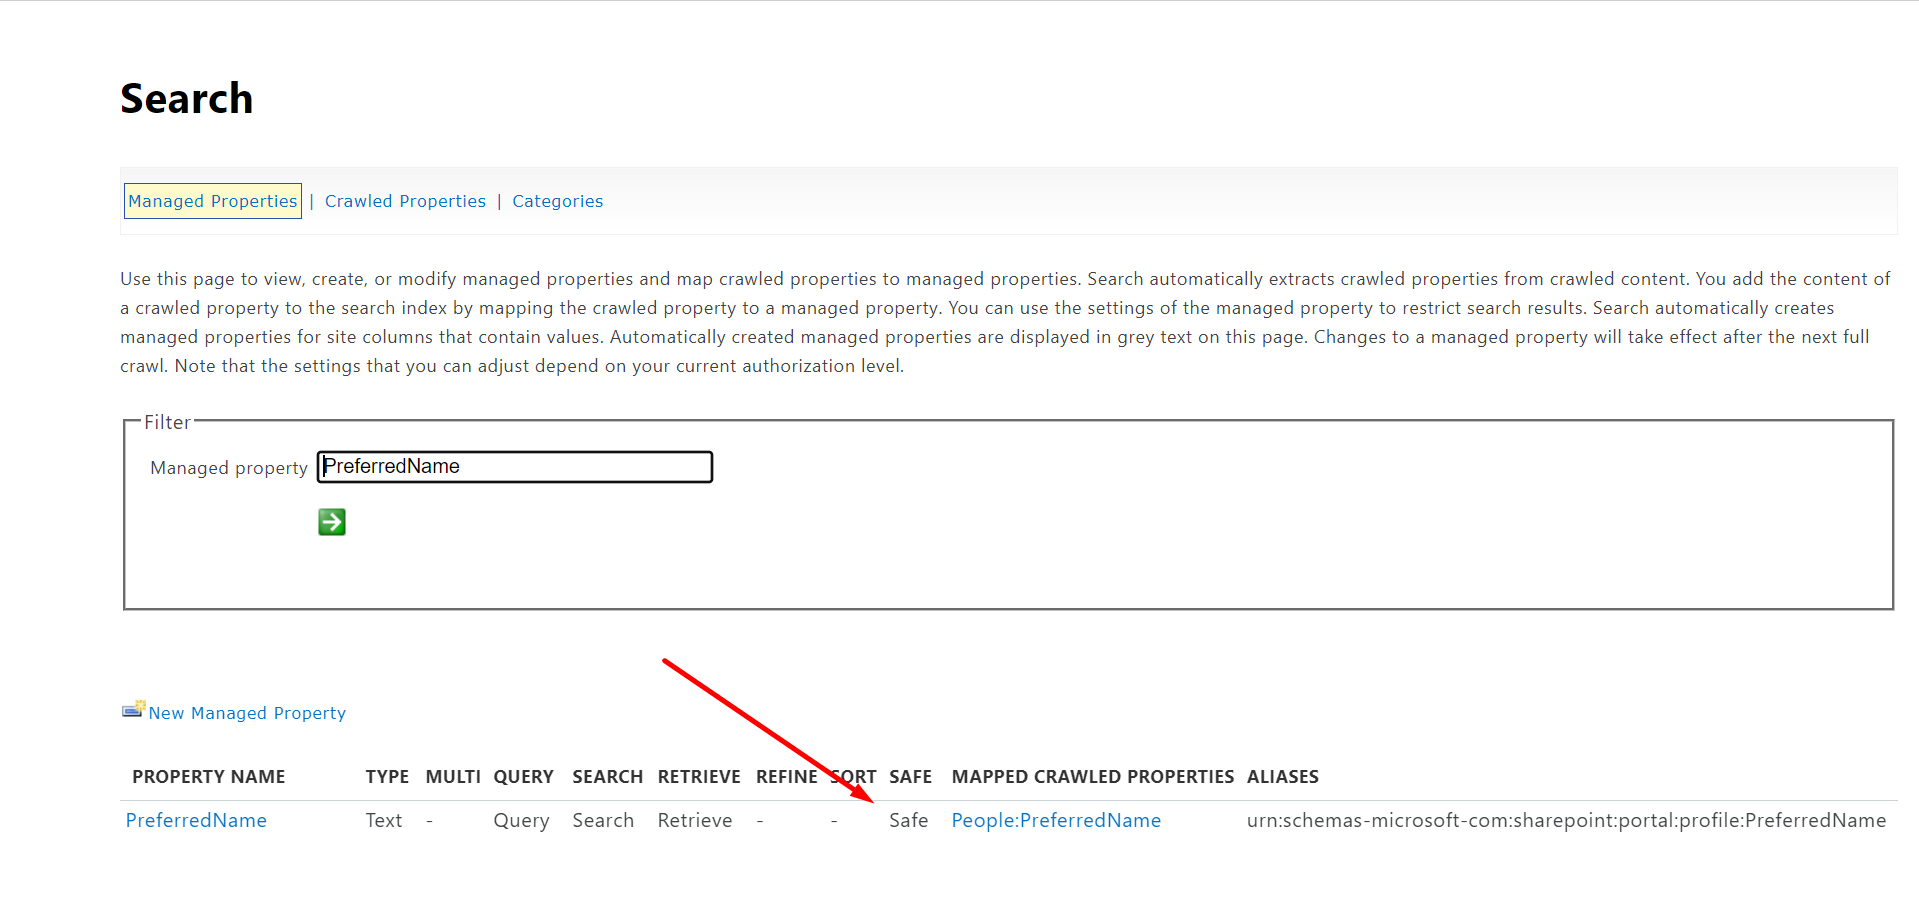 Search
Managed Properties | Crawled Properties | Categories
Use this page to view, create, or modify managed properties and map crawled properties to managed properties. Search automatically extracts crawled properties from crawled content. You add the content of
a crawled property to the search index by mapping the crawled property to a managed property. You can use the settings of the managed property to restrict search results. Search automatically creates
managed properties for site columns that contain values. Automatically created managed properties are displayed in grey text on this page. Changes to a managed property will take effect after the next full
crawl. Note that the settings that you can adjust depend on your current authorization level.
Filter
Managed property PreferredName
New Managed Property
PROPERTY NAME TYPE MULTI QUERY SEARCH RETRIEVE REFINE SORT SAFE MAPPED CRAWLED PROPERTIES ALIASES
PreferredName Text - Query Search Retrieve - - Safe People:PreferredName urn:schemas-microsoft-com:sharepoint:portal:profile:PreferredName